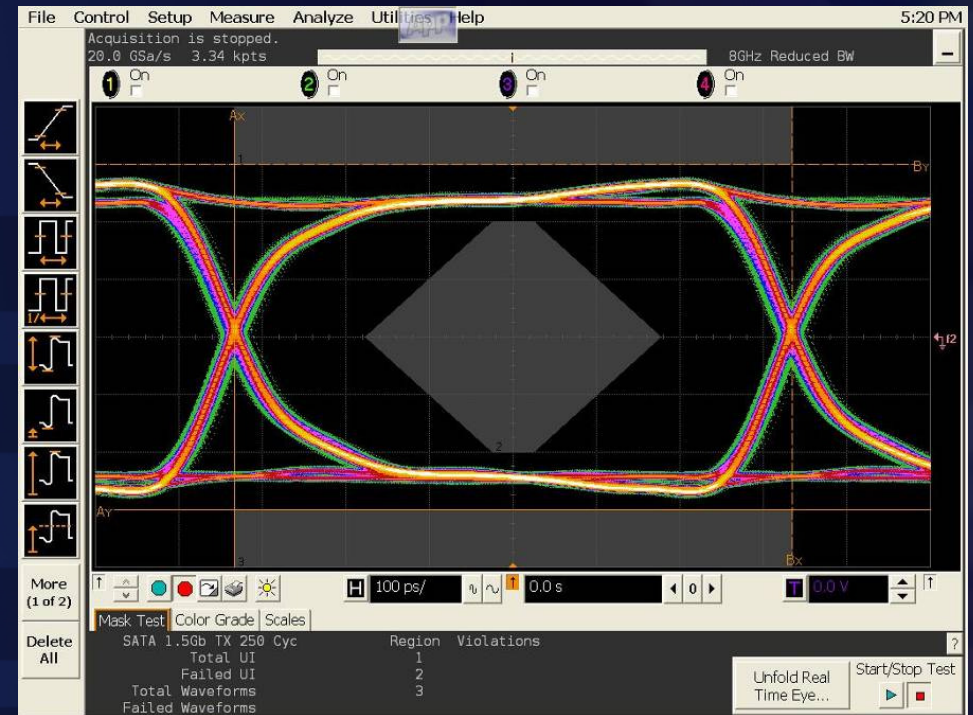 File Control Setup Measure Analyze Utilities Help 5:20 PM
Acquisition is stopped.
20.0 GSa/s 3.34 kpts 8GHz Reduced BW
1 On 2 On 3 On 4 On
Ax
1
By
f2
2
Ay
3
Bx
More
(1 of 2)
Delete
All
H 100 ps/ 0.0 s 0 T 0.0 V
Mask Test Color Grade Scales
SATA 1.5Gb TX 250 Cyc Region Violations
Total UI 1
Failed UI 2
Total Waveforms 3
Failed Waveforms
?
Unfold Real
Time Eye...
Start/Stop Test